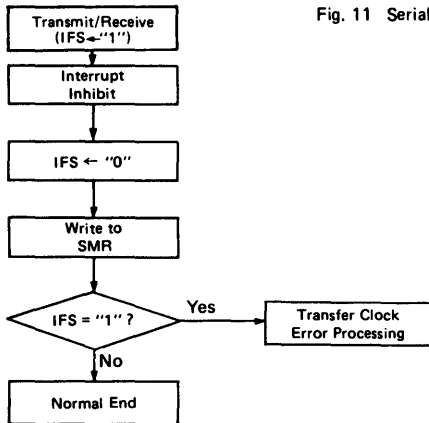 Fig. 11 Serial
Transmit/Receive
(IFS←"1")
Interrupt
Inhibit
IFS ← "0"
Write to
SMR
IFS = "1" ?
Yes
Transfer Clock
Error Processing
No
Normal End